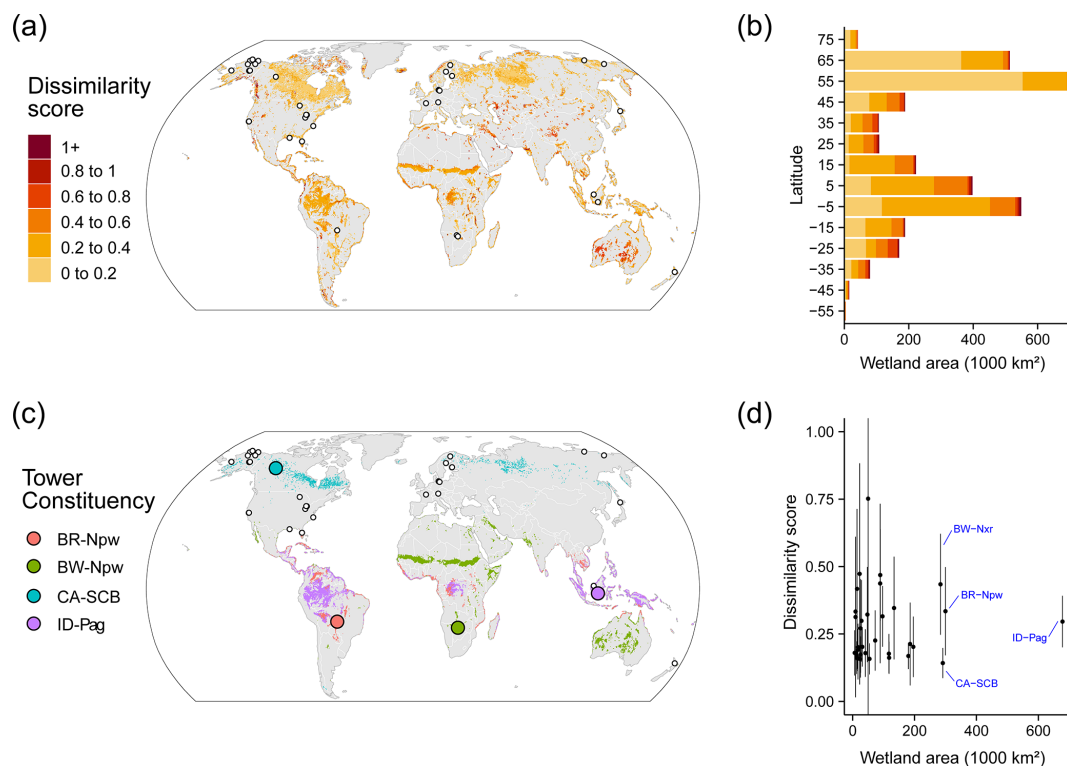 (a)
Dissimilarity
score
1+
0.8 to 1
0.6 to 0.8
0.4 to 0.6
0.2 to 0.4
0 to 0.2
(b)
Latitude
75
65
55
45
35
25
15
5
−5
−15
−25
−35
−45
−55
0
200
400
600
Wetland area (1000 km²)
(c)
Tower
Constituency
BR-Npw
BW-Npw
CA-SCB
ID-Pag
(d)
Dissimilarity score
1.00
0.75
0.50
0.25
0.00
BW−Nxr
BR−Npw
ID−Pag
CA−SCB
0
200
400
600
Wetland area (1000 km²)